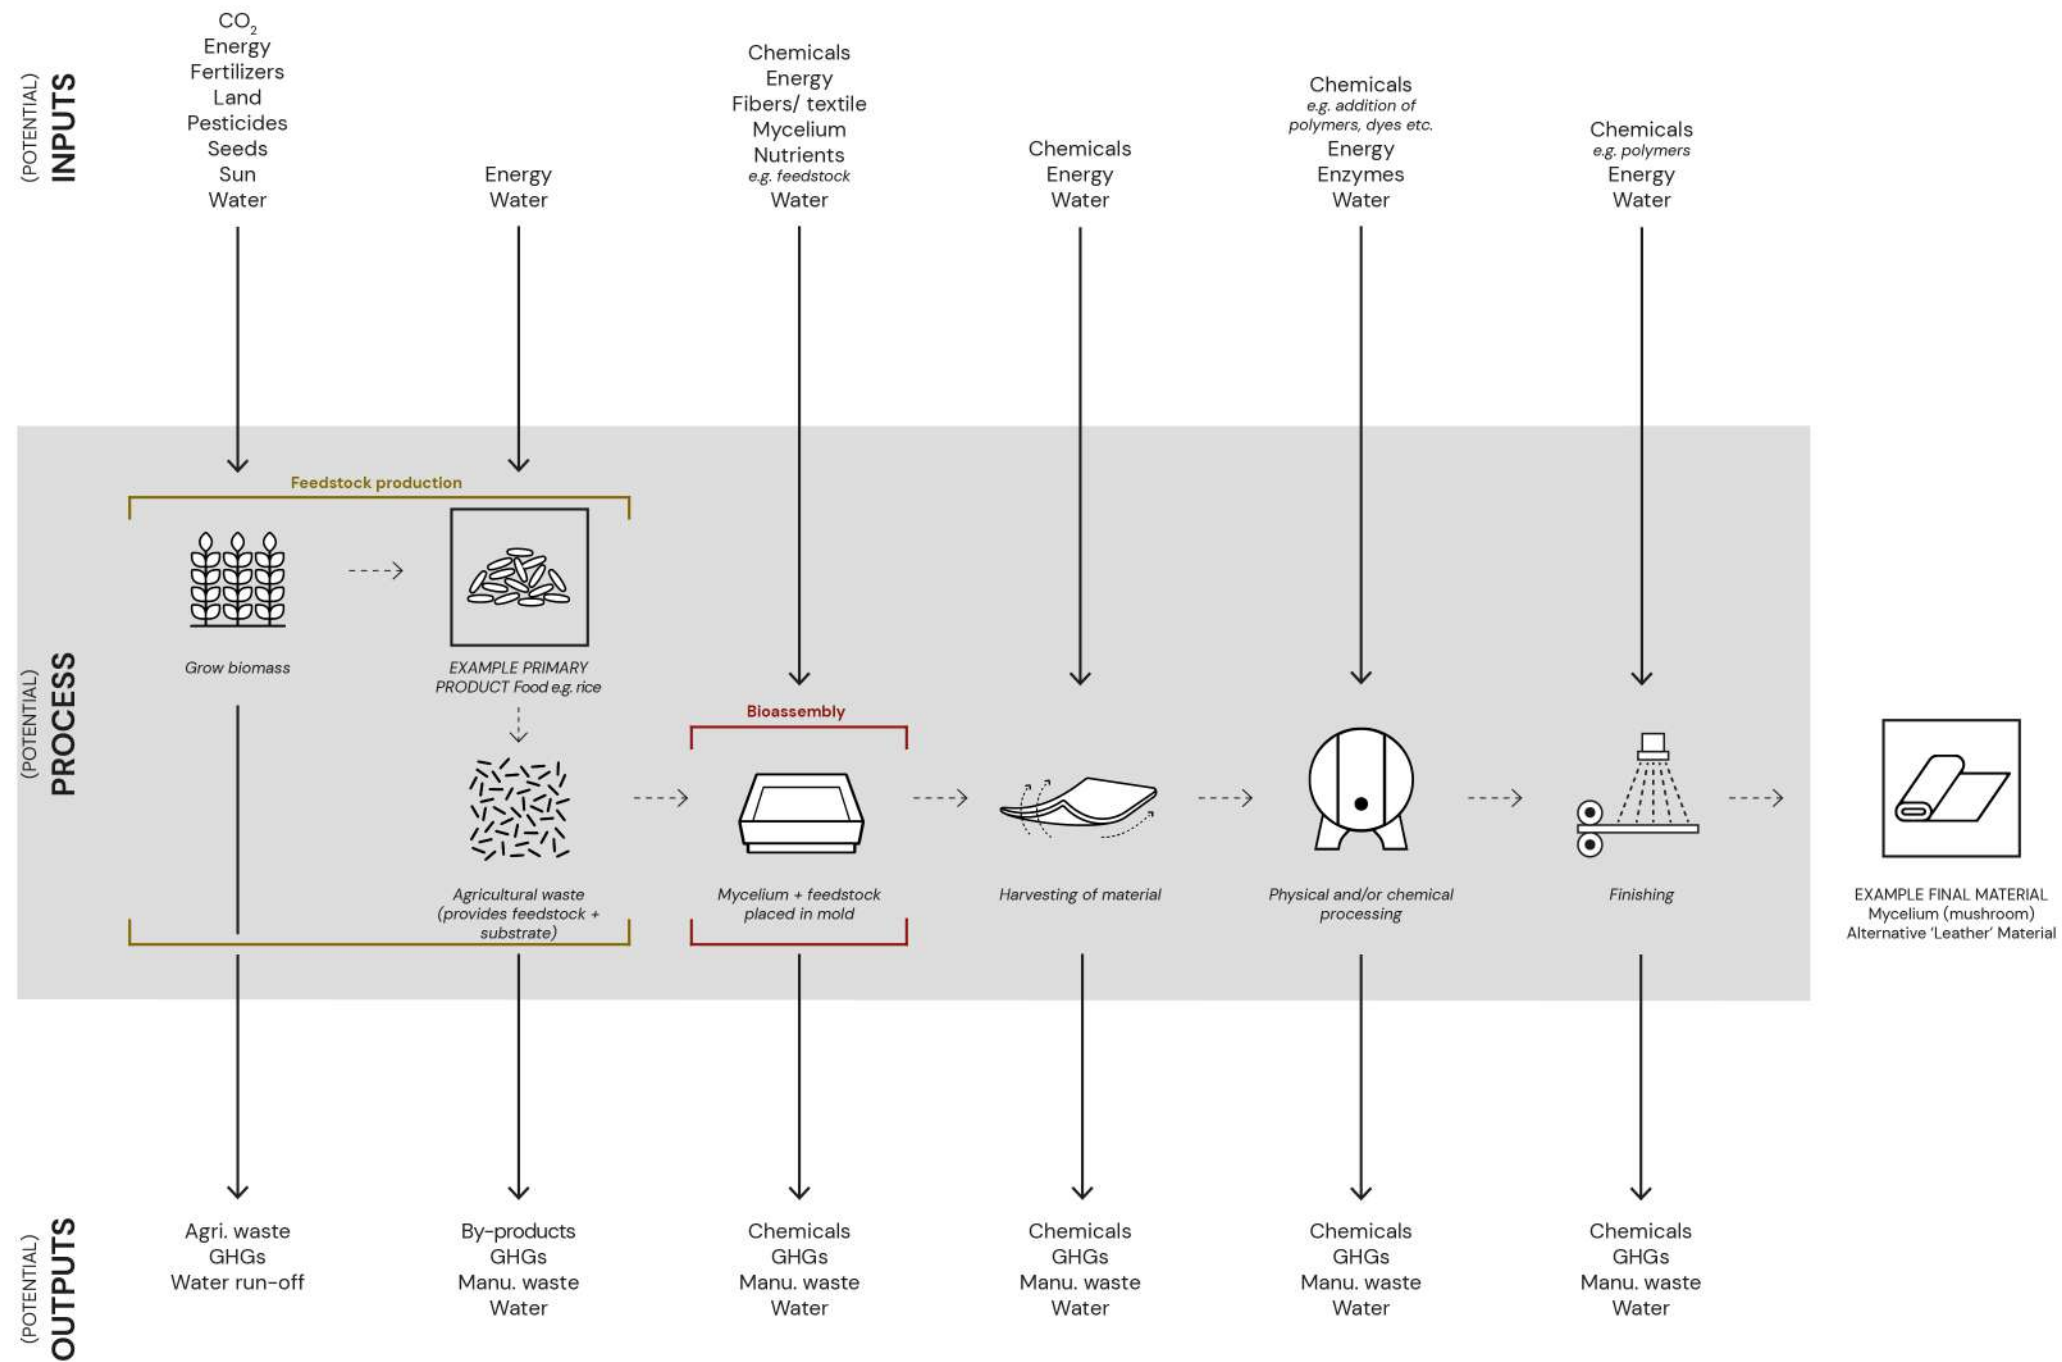 (POTENTIAL)
INPUTS
CO₂
Energy
Fertilizers
Land
Pesticides
Seeds
Sun
Water
Energy
Water
Chemicals
Energy
Fibers/ textile
Mycelium
Nutrients
e.g. feedstock
Water
Chemicals
Energy
Water
Chemicals
e.g. addition of
polymers, dyes etc.
Energy
Enzymes
Water
Chemicals
e.g. polymers
Energy
Water
(POTENTIAL)
PROCESS
Feedstock production
Grow biomass
EXAMPLE PRIMARY
PRODUCT Food e.g. rice
Agricultural waste
(provides feedstock +
substrate)
Bioassembly
Mycelium + feedstock
placed in mold
Harvesting of material
Physical and/or chemical
processing
Finishing
EXAMPLE FINAL MATERIAL
Mycelium (mushroom)
Alternative ‘Leather’ Material
(POTENTIAL)
OUTPUTS
Agri. waste
GHGs
Water run-off
By-products
GHGs
Manu. waste
Water
Chemicals
GHGs
Manu. waste
Water
Chemicals
GHGs
Manu. waste
Water
Chemicals
GHGs
Manu. waste
Water
Chemicals
GHGs
Manu. waste
Water